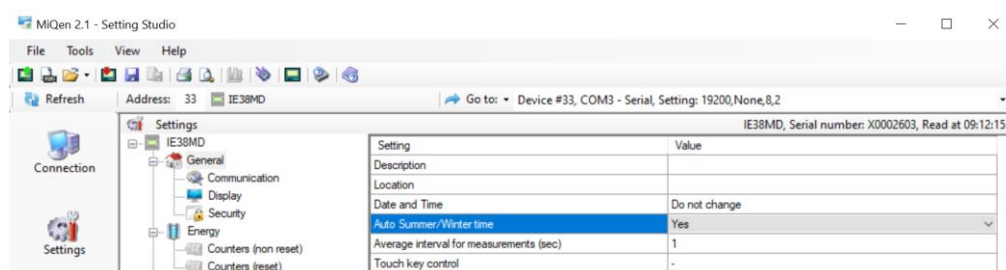 MiQen 2.1 - Setting Studio
File Tools View Help
Refresh Address: 33 IE38MD Go to: Device #33, COM3 - Serial, Setting: 19200,None,8,2
Settings IE38MD, Serial number: X0002603, Read at 09:12:15
Connection
Settings
IE38MD
General
Communication
Display
Security
Energy
Counters (non reset)
Counters (reset)
Setting Value
Description
Location
Date and Time Do not change
Auto Summer/Winter time Yes
Average interval for measurements (sec) 1
Touch key control -